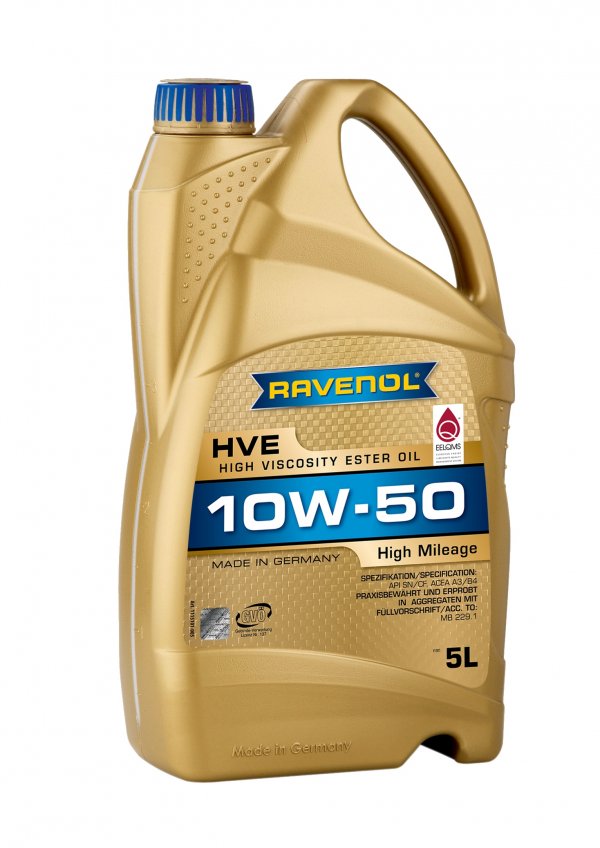 RAVENOL®
EELQMS
HVE
HIGH VISCOSITY ESTER OIL
10W-50
MADE IN GERMANY
High Mileage
SPEZIFIKATION/SPECIFICATION:
API SN/CF, ACEA A3/B4
PRAXISBEWÄHRT UND ERPROBT
IN AGGREGATEN MIT
FÜLLVORSCHRIFT/ACC. TO:
MB 229.1
GVÖ
5L
Made in Germany